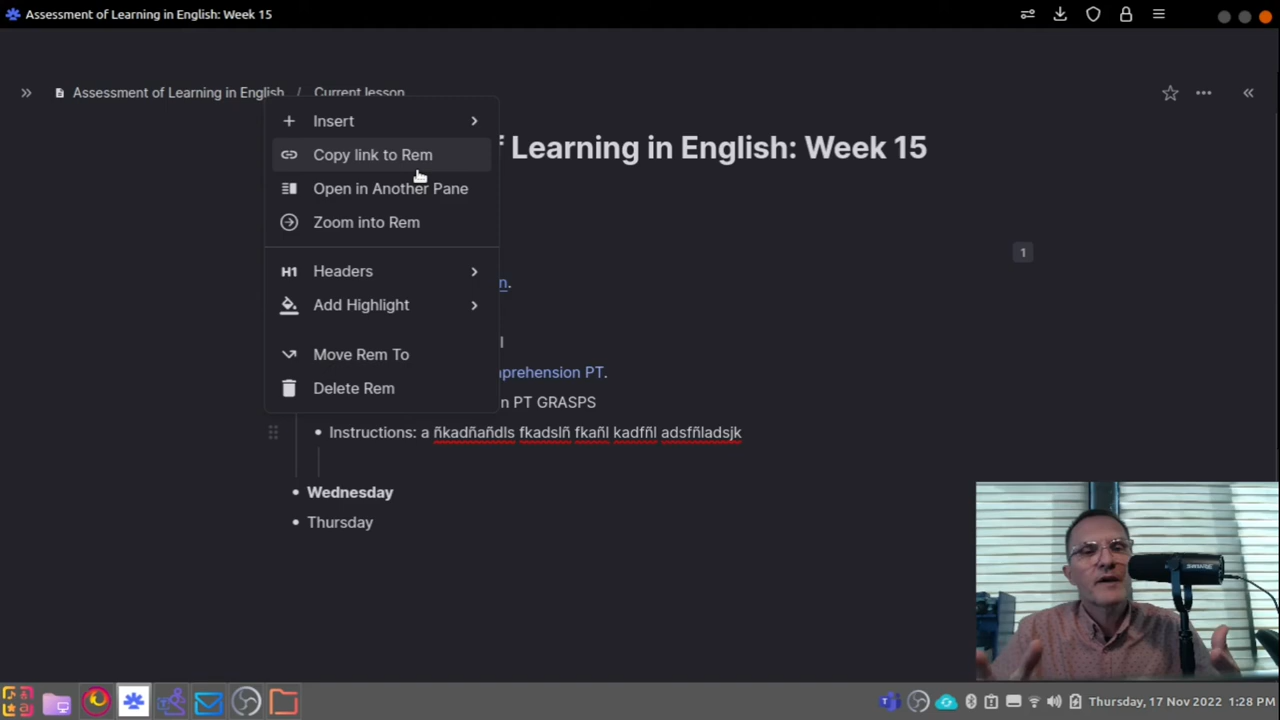 Assessment of Learning in English: Week 15
Assessment of Learning in English / Current lesson
of Learning in English: Week 15
Insert
Copy link to Rem
Open in Another Pane
Zoom into Rem
1
H1 Headers
Add Highlight
Move Rem To
prehension PT.
Delete Rem
n PT GRASPS
Instructions: a ñkadñañdls fkadslñ fkañl kadfñl adsfñladsjk
Wednesday
Thursday
SHURE
Thursday, 17 Nov 2022 1:28 PM